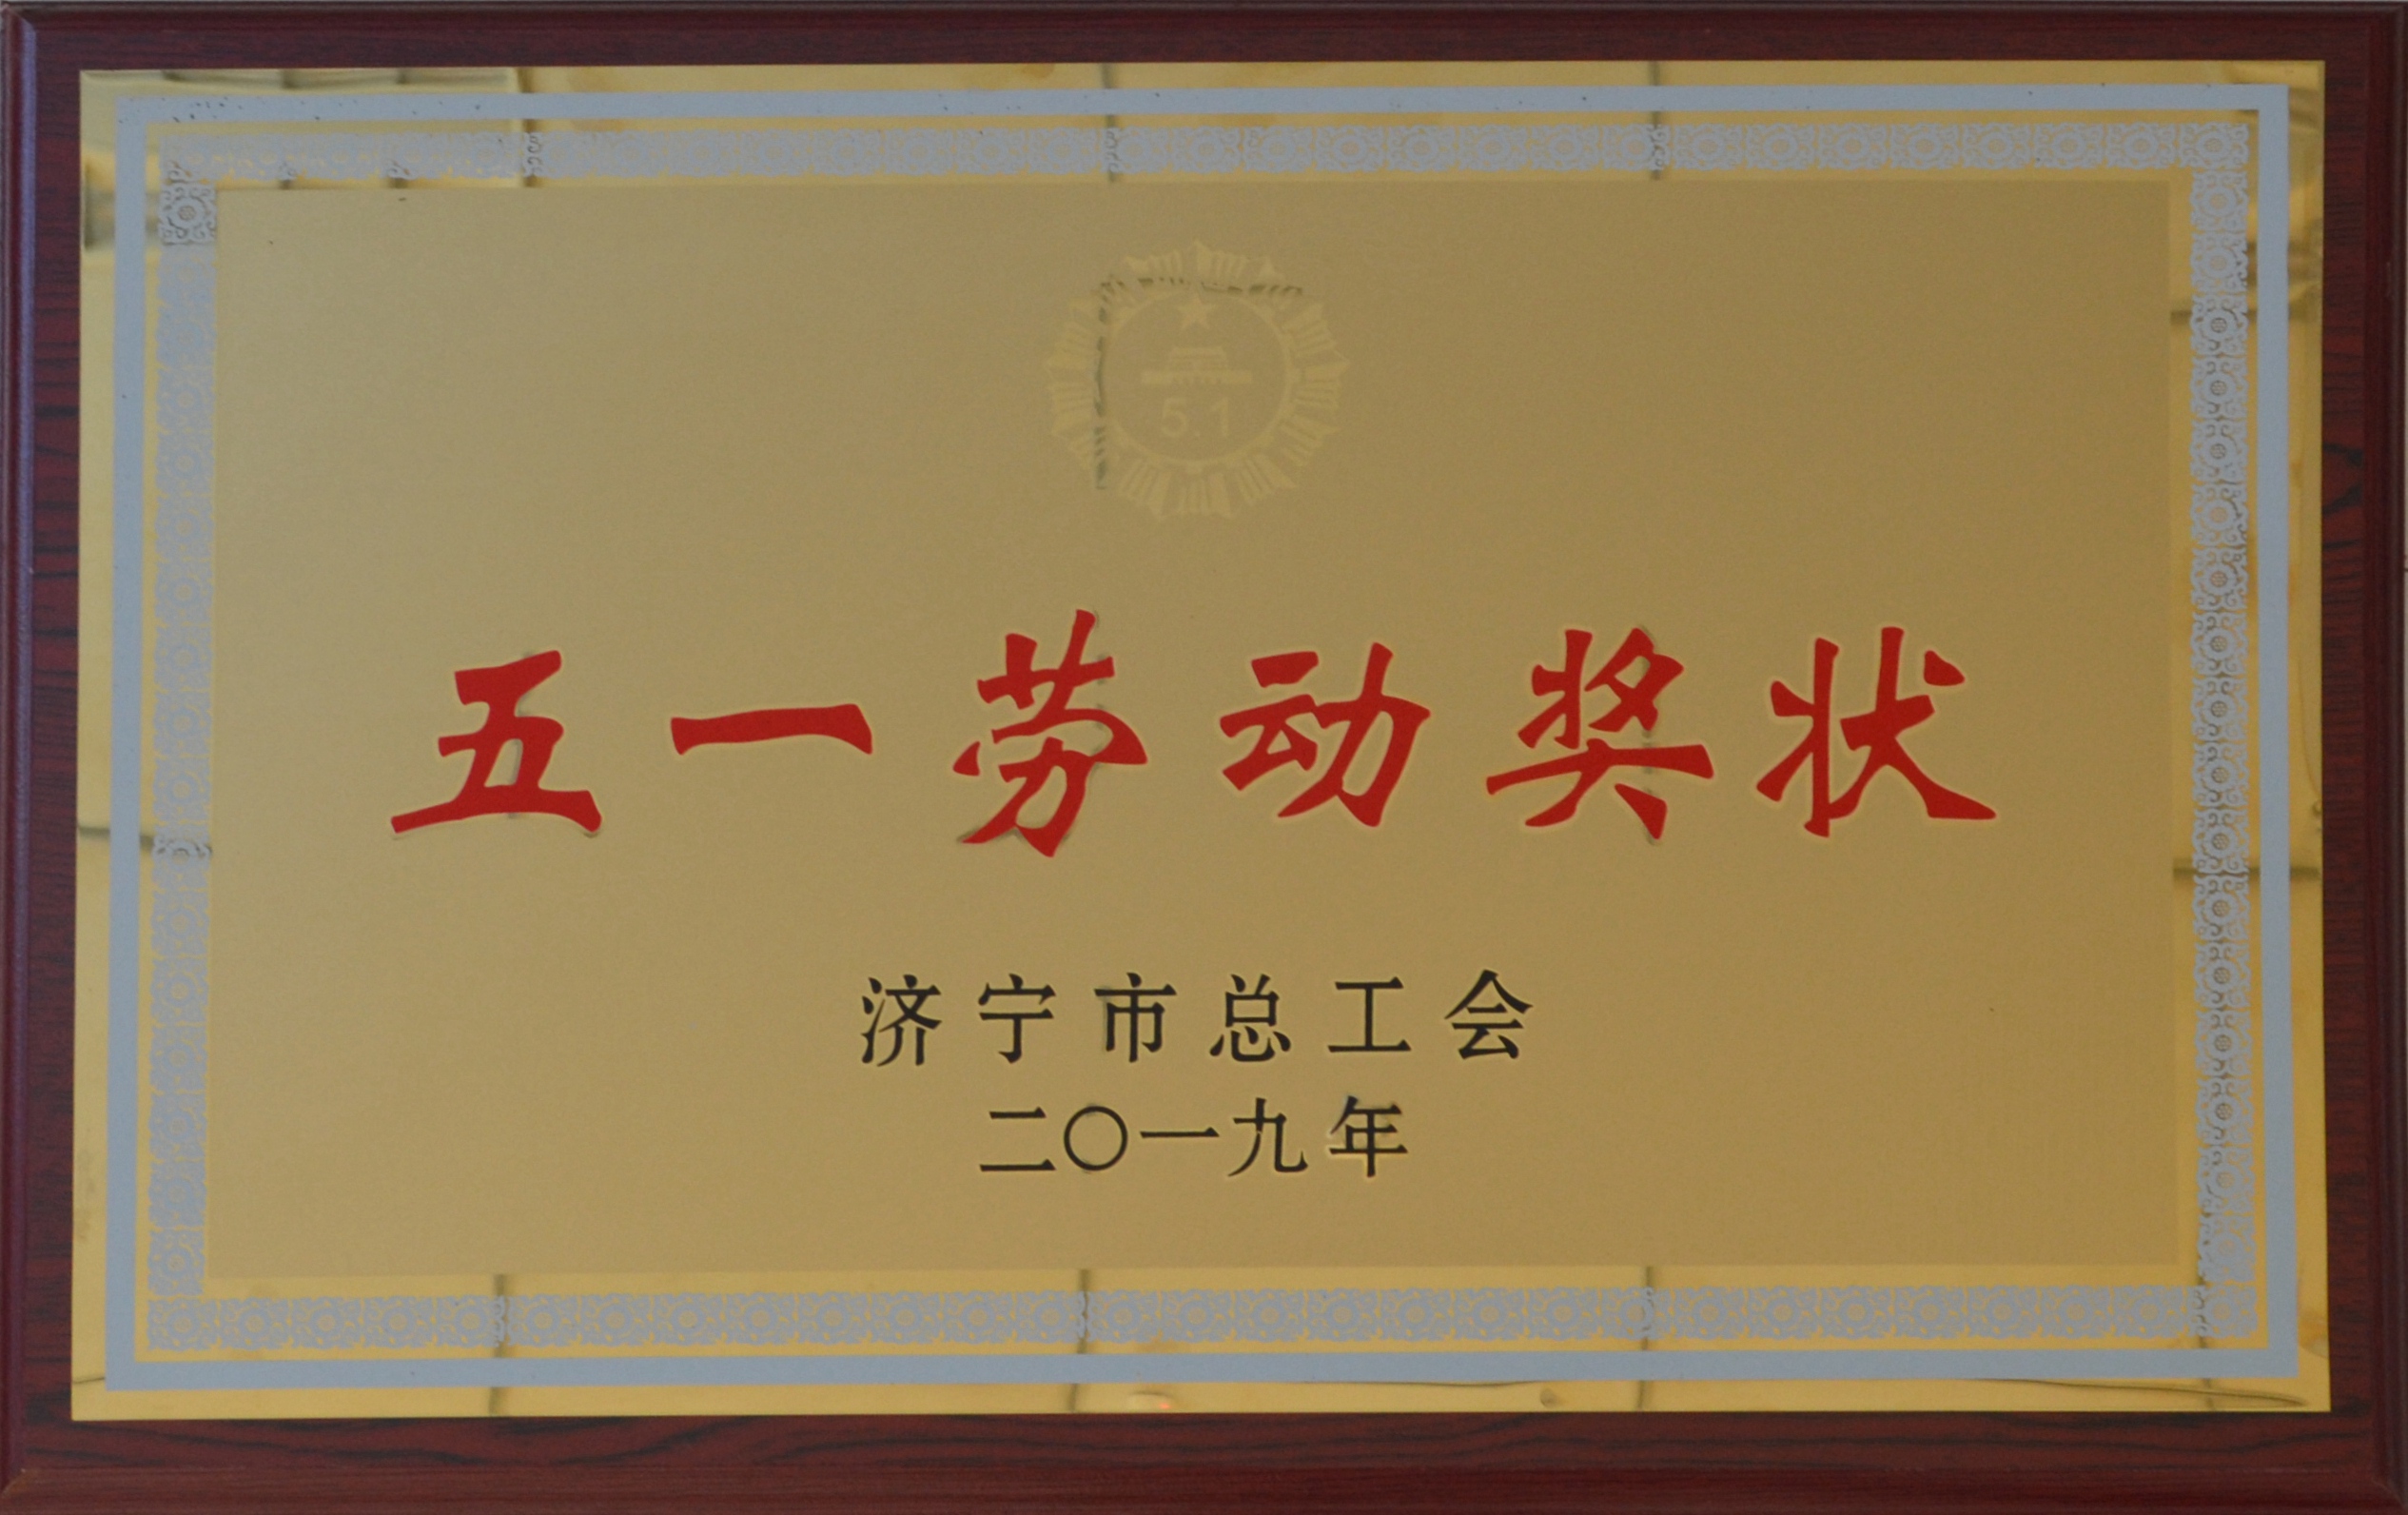 5.1
五一劳动奖状
济宁市总工会
二〇一九年